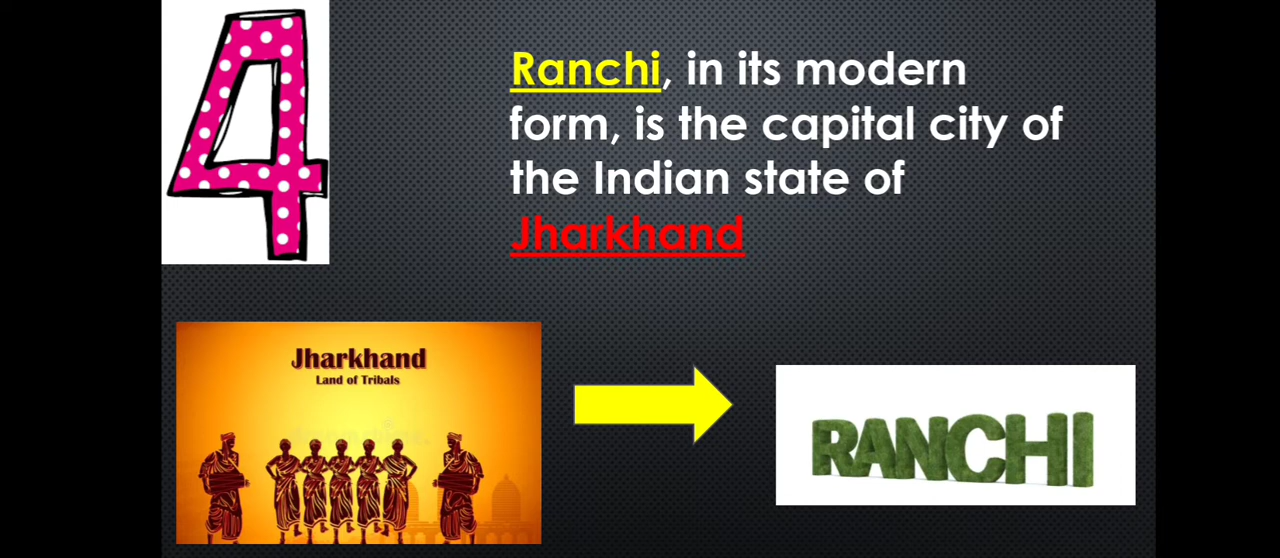 4
Ranchi, in its modern
form, is the capital city of
the Indian state of
Jharkhand
Jharkhand
Land of Tribals
RANCHI